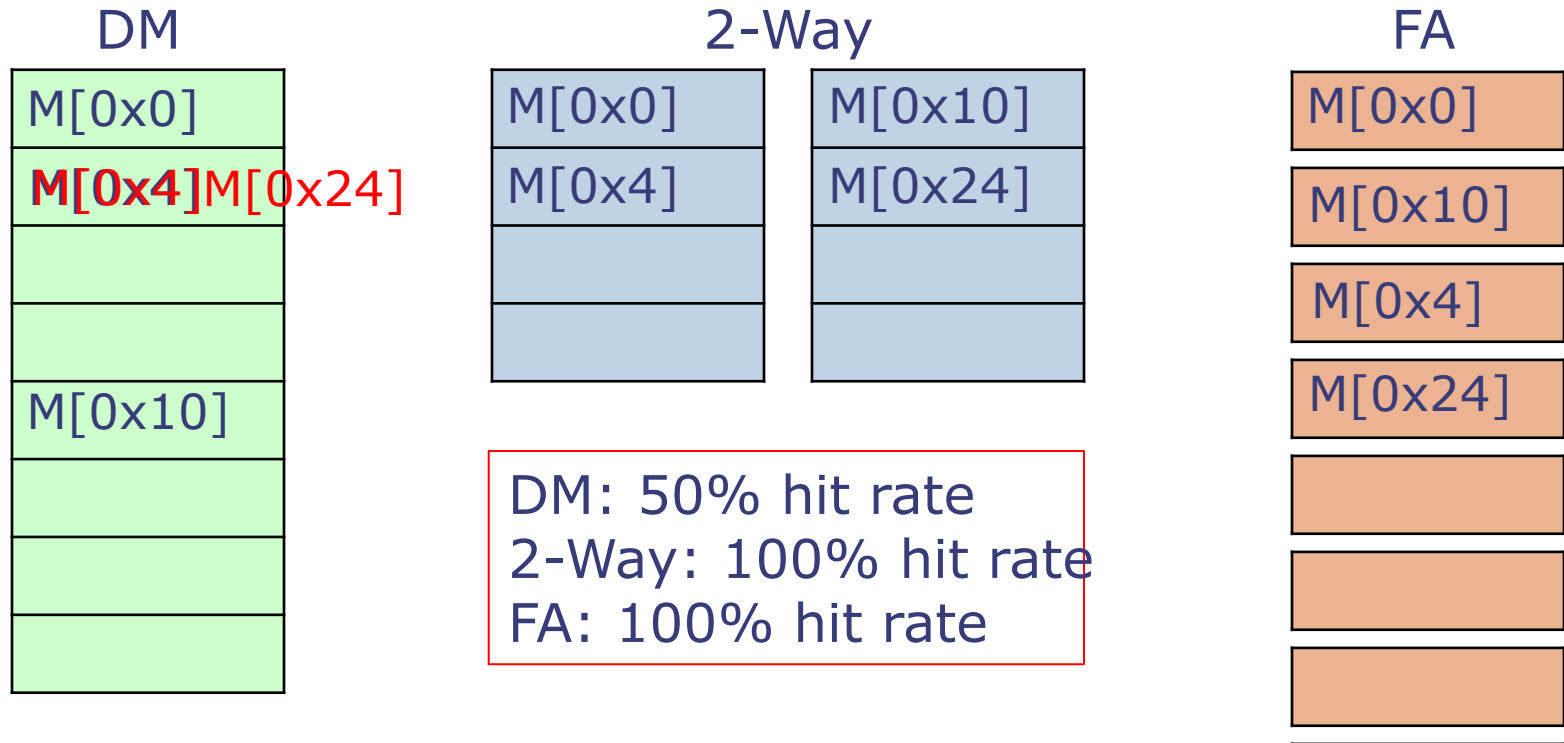 DM
2-Way
FA
M[0x0]
M[0x4] M[0x24]
M[0x10]
M[0x0]
M[0x10]
M[0x4]
M[0x24]
M[0x0]
M[0x10]
M[0x4]
M[0x24]
DM: 50% hit rate
2-Way: 100% hit rate
FA: 100% hit rate